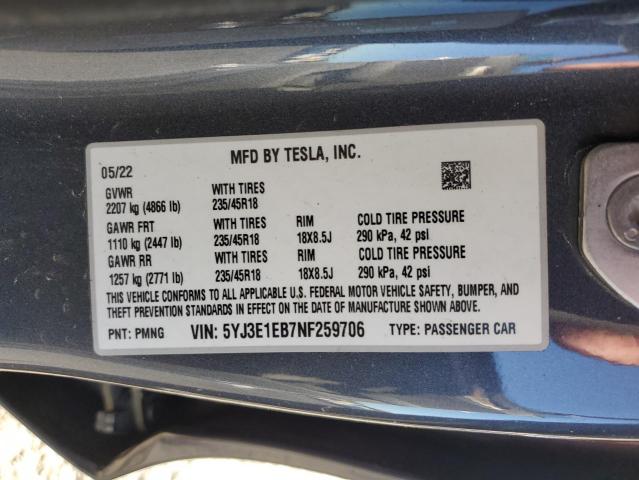 MFD BY TESLA, INC.
05/22
GVWR WITH TIRES
2207 kg (4866 lb) 235/45R18
GAWR FRT WITH TIRES RIM COLD TIRE PRESSURE
1110 kg (2447 lb) 235/45R18 18X8.5J 290 kPa, 42 psi
GAWR RR WITH TIRES RIM COLD TIRE PRESSURE
1257 kg (2771 lb) 235/45R18 18X8.5J 290 kPa, 42 psi
THIS VEHICLE CONFORMS TO ALL APPLICABLE U.S. FEDERAL MOTOR VEHICLE SAFETY, BUMPER, AND
THEFT PREVENTION STANDARDS IN EFFECT ON THE DATE OF MANUFACTURE SHOWN ABOVE.
PNT: PMNG VIN: 5YJ3E1EB7NF259706 TYPE: PASSENGER CAR